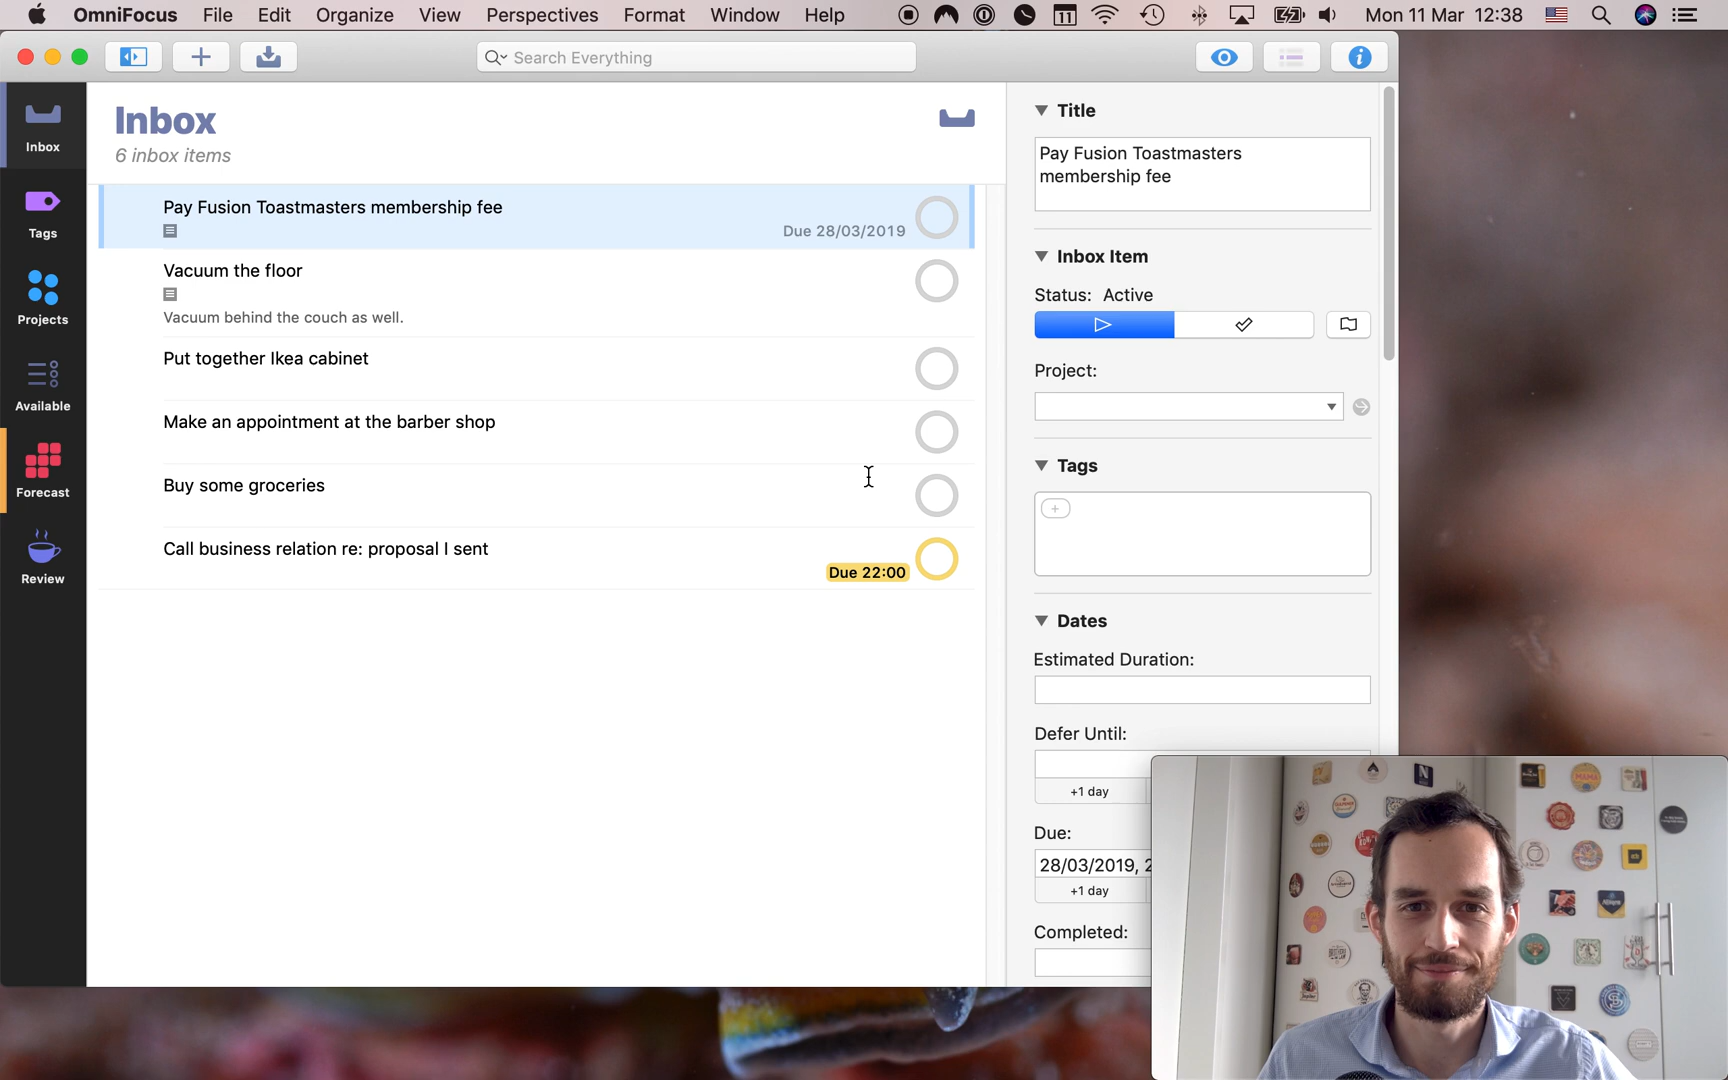 OmniFocus File Edit Organize View Perspectives Format Window Help 11 Mon 11 Mar 12:38
Search Everything
Inbox
Tags
Projects
Available
Forecast
Review
Inbox
6 inbox items
Pay Fusion Toastmasters membership fee
Due 28/03/2019
Vacuum the floor
Vacuum behind the couch as well.
Put together Ikea cabinet
Make an appointment at the barber shop
Buy some groceries
Call business relation re: proposal I sent
Due 22:00
Title
Pay Fusion Toastmasters
membership fee
Inbox Item
Status: Active
Project:
Tags
Dates
Estimated Duration:
Defer Until:
+1 day
Due:
28/03/2019, 2
+1 day
Completed: